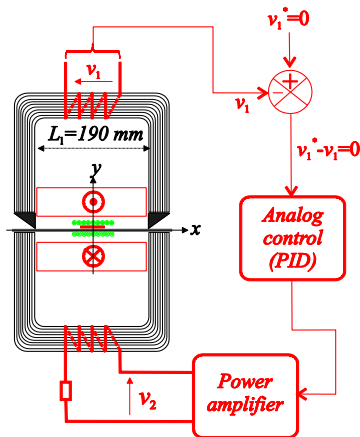 v₁*=0
v₁
v₁
L₁=190 mm
v₁*-v₁=0
y
x
Analog
control
(PID)
v₂
Power
amplifier